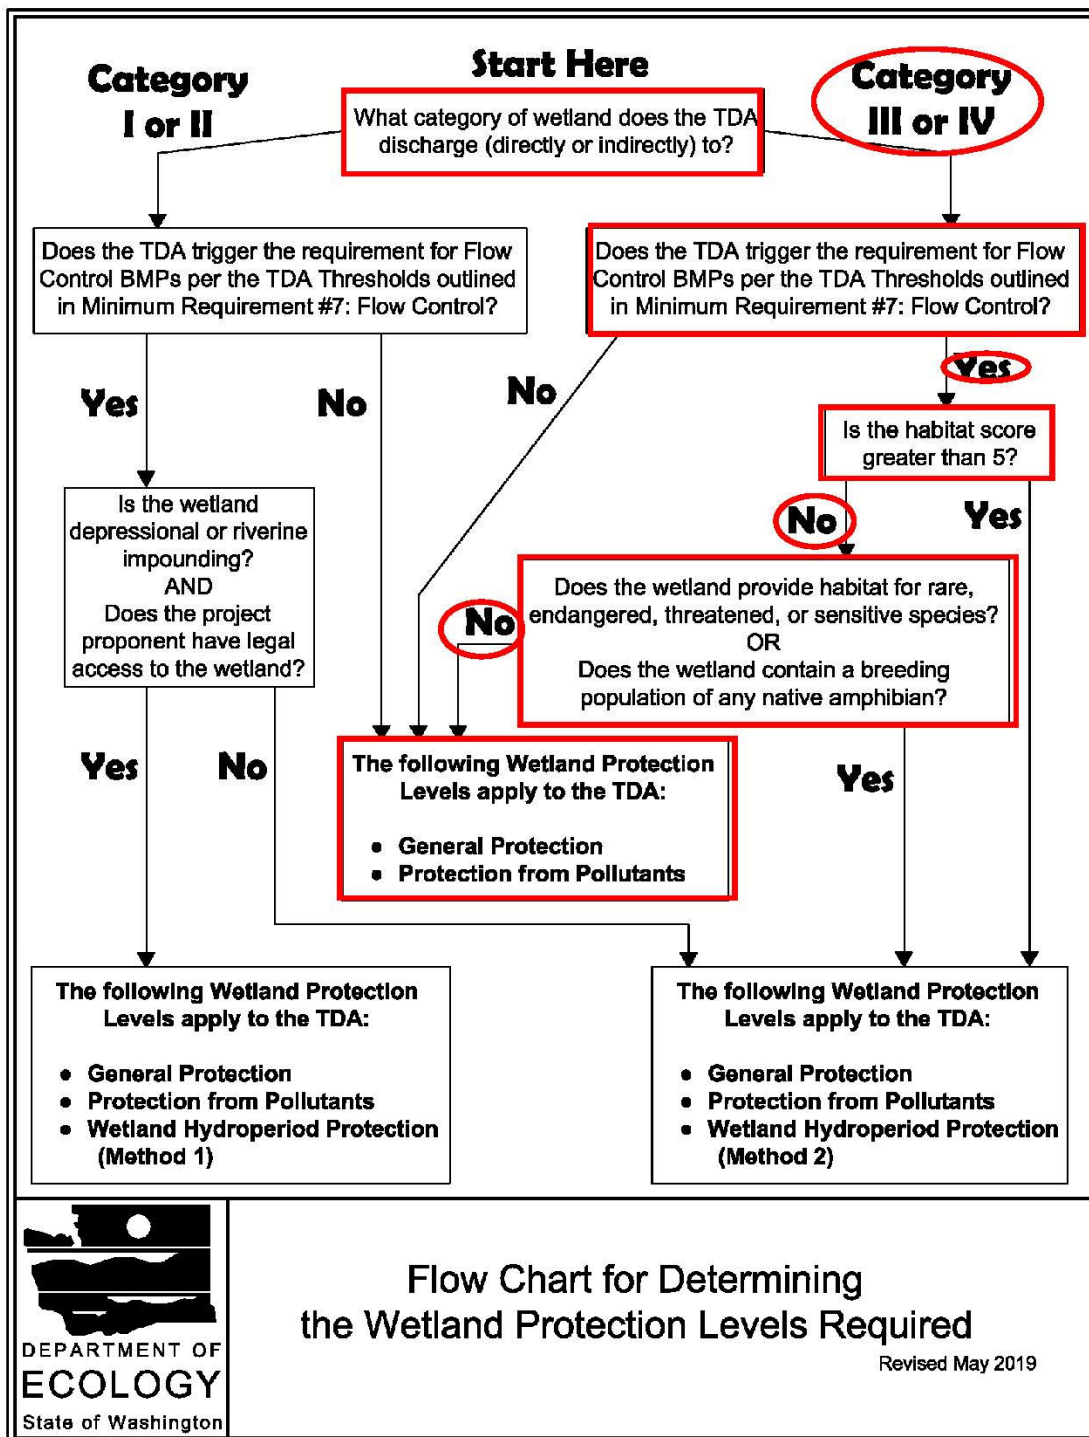 Start Here
Category
I or II
What category of wetland does the TDA
discharge (directly or indirectly) to?
Category
III or IV
Does the TDA trigger the requirement for Flow
Control BMPs per the TDA Thresholds outlined
in Minimum Requirement #7: Flow Control?
Does the TDA trigger the requirement for Flow
Control BMPs per the TDA Thresholds outlined
in Minimum Requirement #7: Flow Control?
Yes
No
No
Yes
Is the habitat score
greater than 5?
Is the wetland
depressional or riverine
impounding?
AND
Does the project
proponent have legal
access to the wetland?
No
Yes
Does the wetland provide habitat for rare,
endangered, threatened, or sensitive species?
OR
Does the wetland contain a breeding
population of any native amphibian?
No
Yes
No
The following Wetland Protection
Levels apply to the TDA:
● General Protection
● Protection from Pollutants
Yes
The following Wetland Protection
Levels apply to the TDA:
● General Protection
● Protection from Pollutants
● Wetland Hydroperiod Protection
(Method 1)
The following Wetland Protection
Levels apply to the TDA:
● General Protection
● Protection from Pollutants
● Wetland Hydroperiod Protection
(Method 2)
DEPARTMENT OF
ECOLOGY
State of Washington
Flow Chart for Determining
the Wetland Protection Levels Required
Revised May 2019